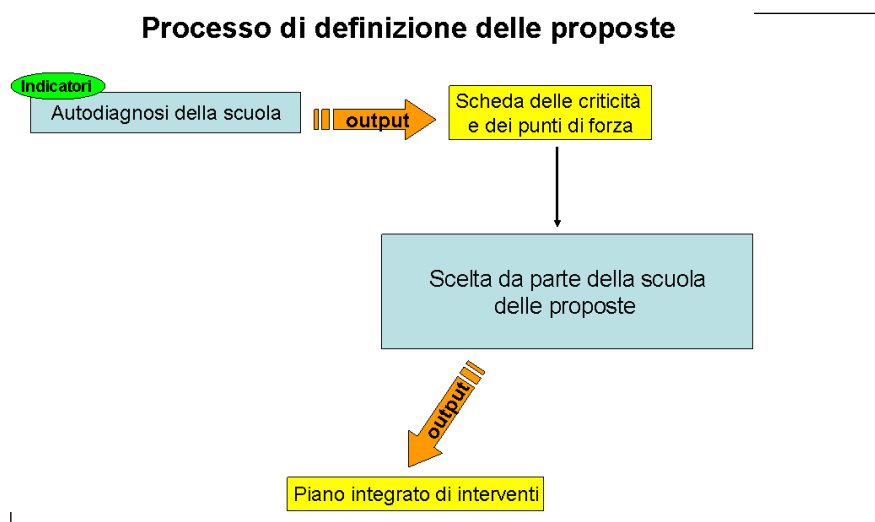 Processo di definizione delle proposte
Indicatori
Autodiagnosi della scuola
output
Scheda delle criticità
e dei punti di forza
Scelta da parte della scuola
delle proposte
output
Piano integrato di interventi